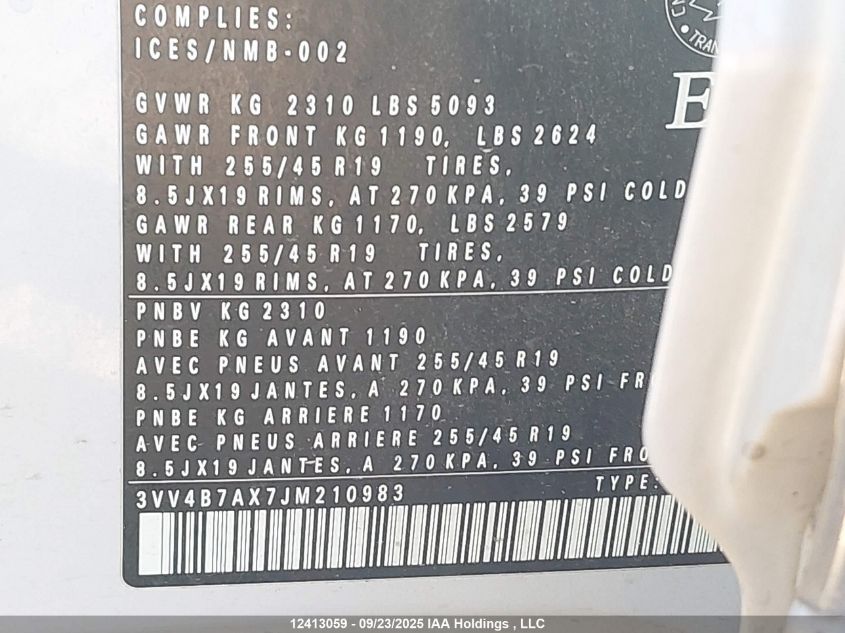 COMPLIES:
ICES/NMB-002
TRAN
E
GVWR KG 2310 LBS 5093
GAWR FRONT KG 1190, LBS 2624
WITH 255/45 R19 TIRES,
8.5JX19 RIMS, AT 270 KPA, 39 PSI COLD
GAWR REAR KG 1170, LBS 2579
WITH 255/45 R19 TIRES,
8.5JX19 RIMS, AT 270 KPA, 39 PSI COLD
PNBV KG 2310
PNBE KG AVANT 1190
AVEC PNEUS AVANT 255/45 R19
8.5JX19 JANTES, A 270 KPA, 39 PSI FR
PNBE KG ARRIERE 1170
AVEC PNEUS ARRIERE 255/45 R19
8.5JX19 JANTES, A 270 KPA, 39 PSI FRO
3VV4B7AX7JM210983 TYPE:
12413059 - 09/23/2025 IAA Holdings , LLC